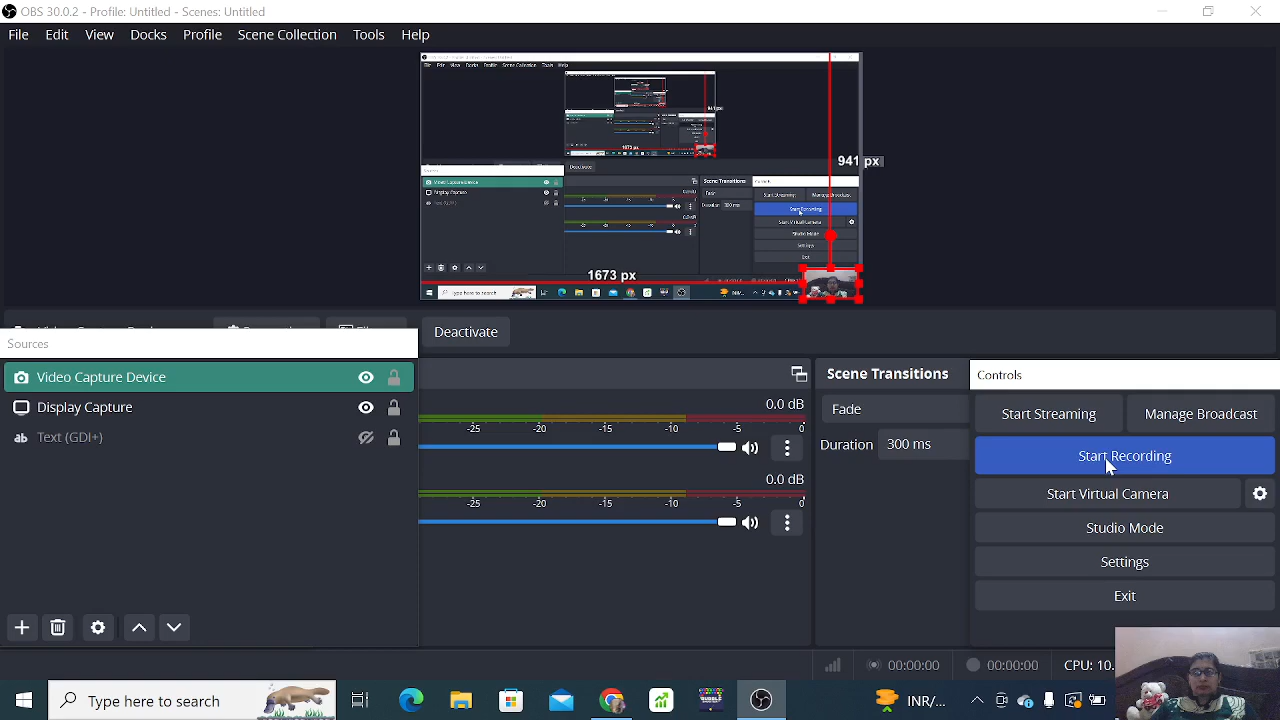 OBS 30.0.2 - Profile: Untitled - Scenes: Untitled
File Edit View Docks Profile Scene Collection Tools Help
941 px
1673 px
Deactivate
Sources
Video Capture Device
Display Capture
Text (GDI+)
0.0 dB
-25 -20 -15 -10 -5 0
0.0 dB
-25 -20 -15 -10 -5 0
Scene Transitions
Fade
Duration 300 ms
Controls
Start Streaming Manage Broadcast
Start Recording
Start Virtual Camera
Studio Mode
Settings
Exit
00:00:00 00:00:00 CPU: 10.
Type here to search
INR/...